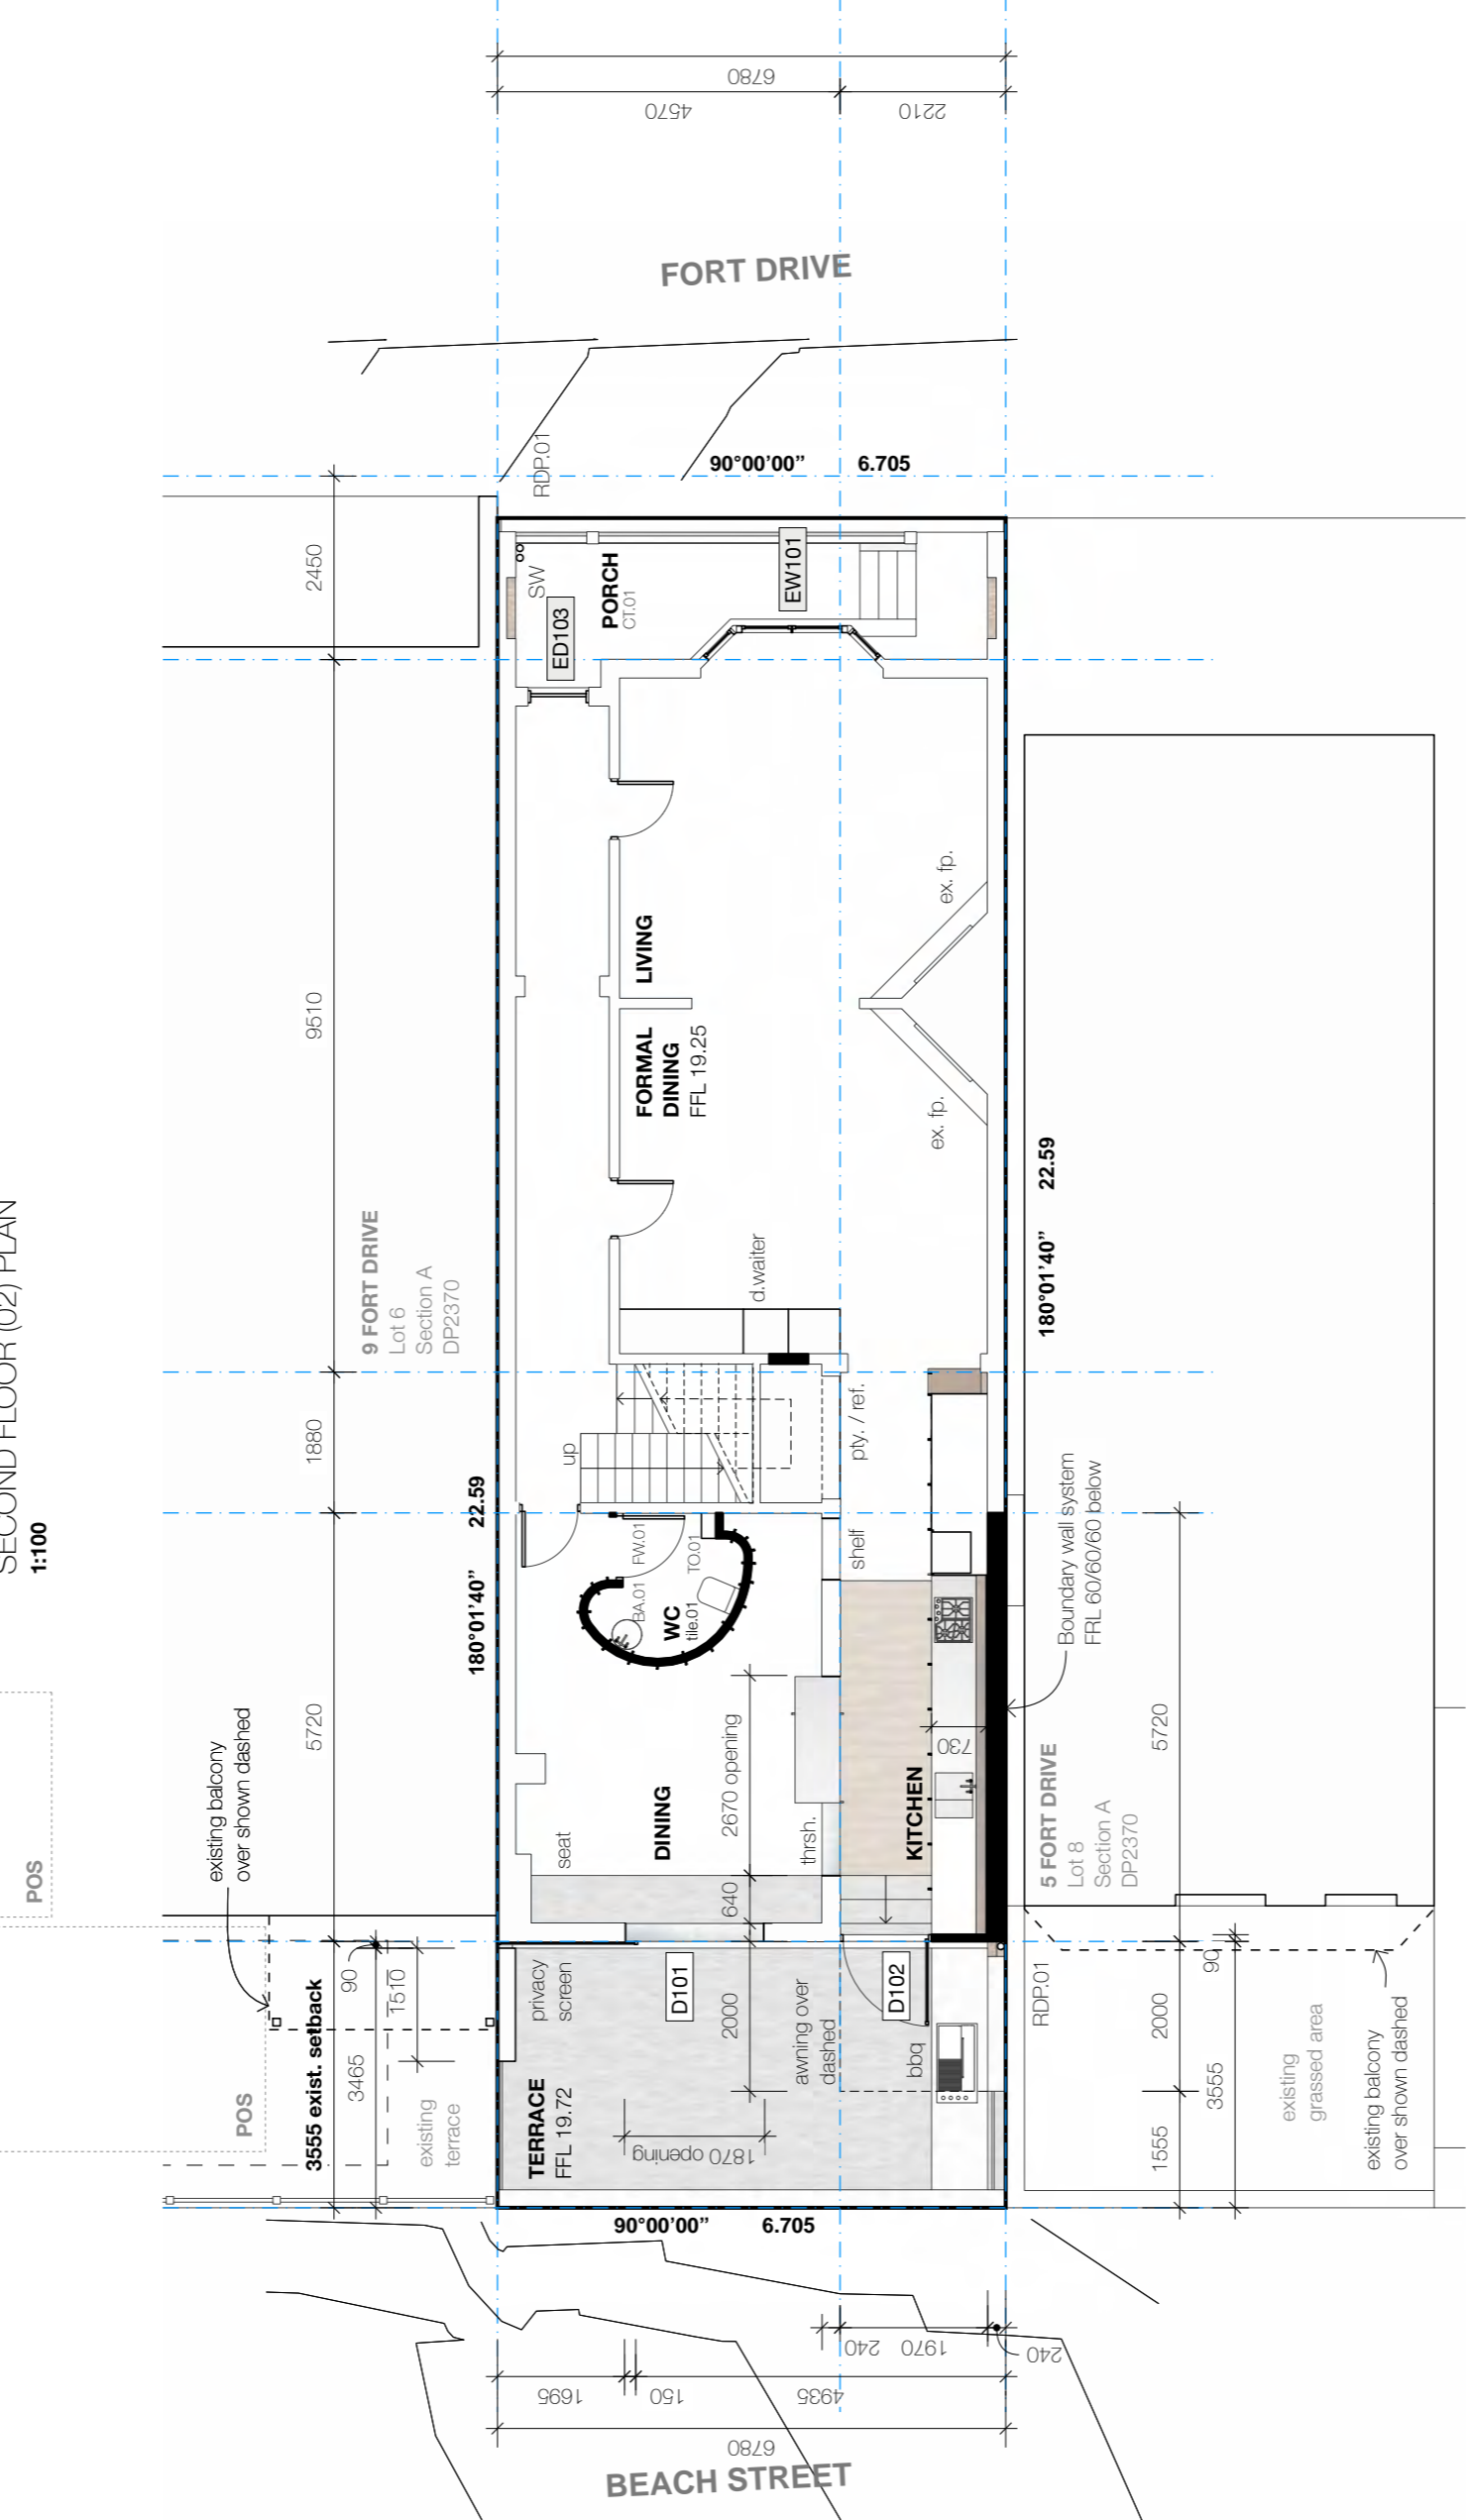 SECOND FLOOR (02) PLAN
1:100
6780
4570
2210
FORT DRIVE
RDP.01
90°00'00”
6.705
2450
SW
ED103
PORCH
CT.01
EW101
9510
LIVING
ex. fp.
FORMAL
DINING
FFL 19.25
ex. fp.
22.59
180°01'40”
9 FORT DRIVE
Lot 6
Section A
DP2370
d.waiter
1880
up
pty. / ref.
22.59
180°01'40”
FW.01
TO.01
BA.01
WC
tile.01
shelf
Boundary wall system
FRL 60/60/60 below
5720
existing balcony
over shown dashed
POS
POS
seat
DINING
2670 opening
640
thrsh.
KITCHEN
730
5 FORT DRIVE
Lot 8
Section A
DP2370
5720
3555 exist. setback
90
3465
1510
existing
terrace
privacy
screen
D101
2000
awning over
dashed
D102
bbq
TERRACE
FFL 19.72
1870 opening
RDP.01
90
2000
3555
1555
existing
grassed area
existing balcony
over shown dashed
90°00'00”
6.705
240
1970
240
1695
150
4935
6780
BEACH STREET